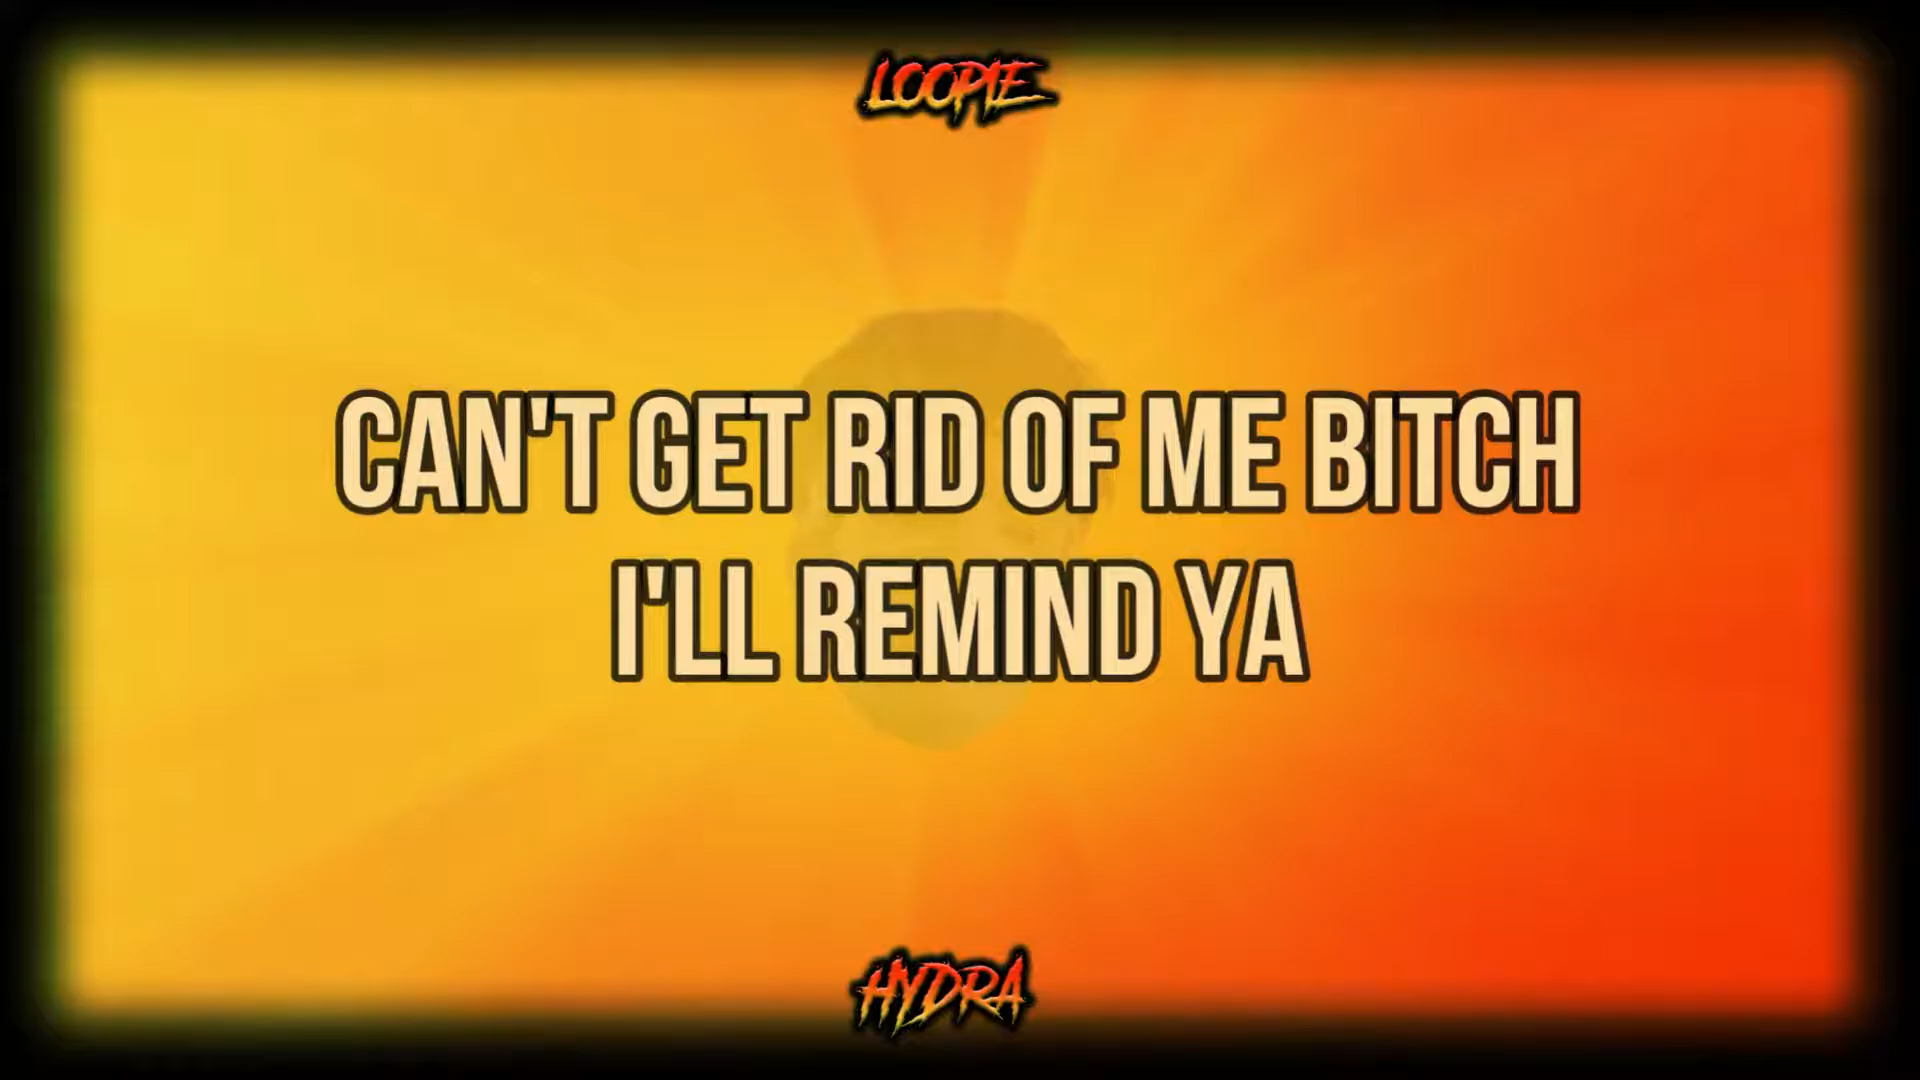 LOOPIE
CAN'T GET RID OF ME BITCH
I'LL REMIND YA
HYDRA